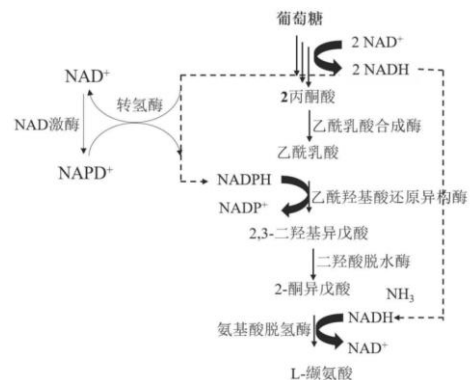 葡萄糖
2 NAD⁺
2 NADH
NAD⁺
转氢酶
NAD激酶
NAPD⁺
2丙酮酸
乙酰乳酸合成酶
乙酰乳酸
NADPH
乙酰羟基酸还原异构酶
NADP⁺
2,3-二羟基异戊酸
二羟酸脱水酶
2-酮异戊酸
NH₃
氨基酸脱氢酶
NADH
NAD⁺
L-缬氨酸